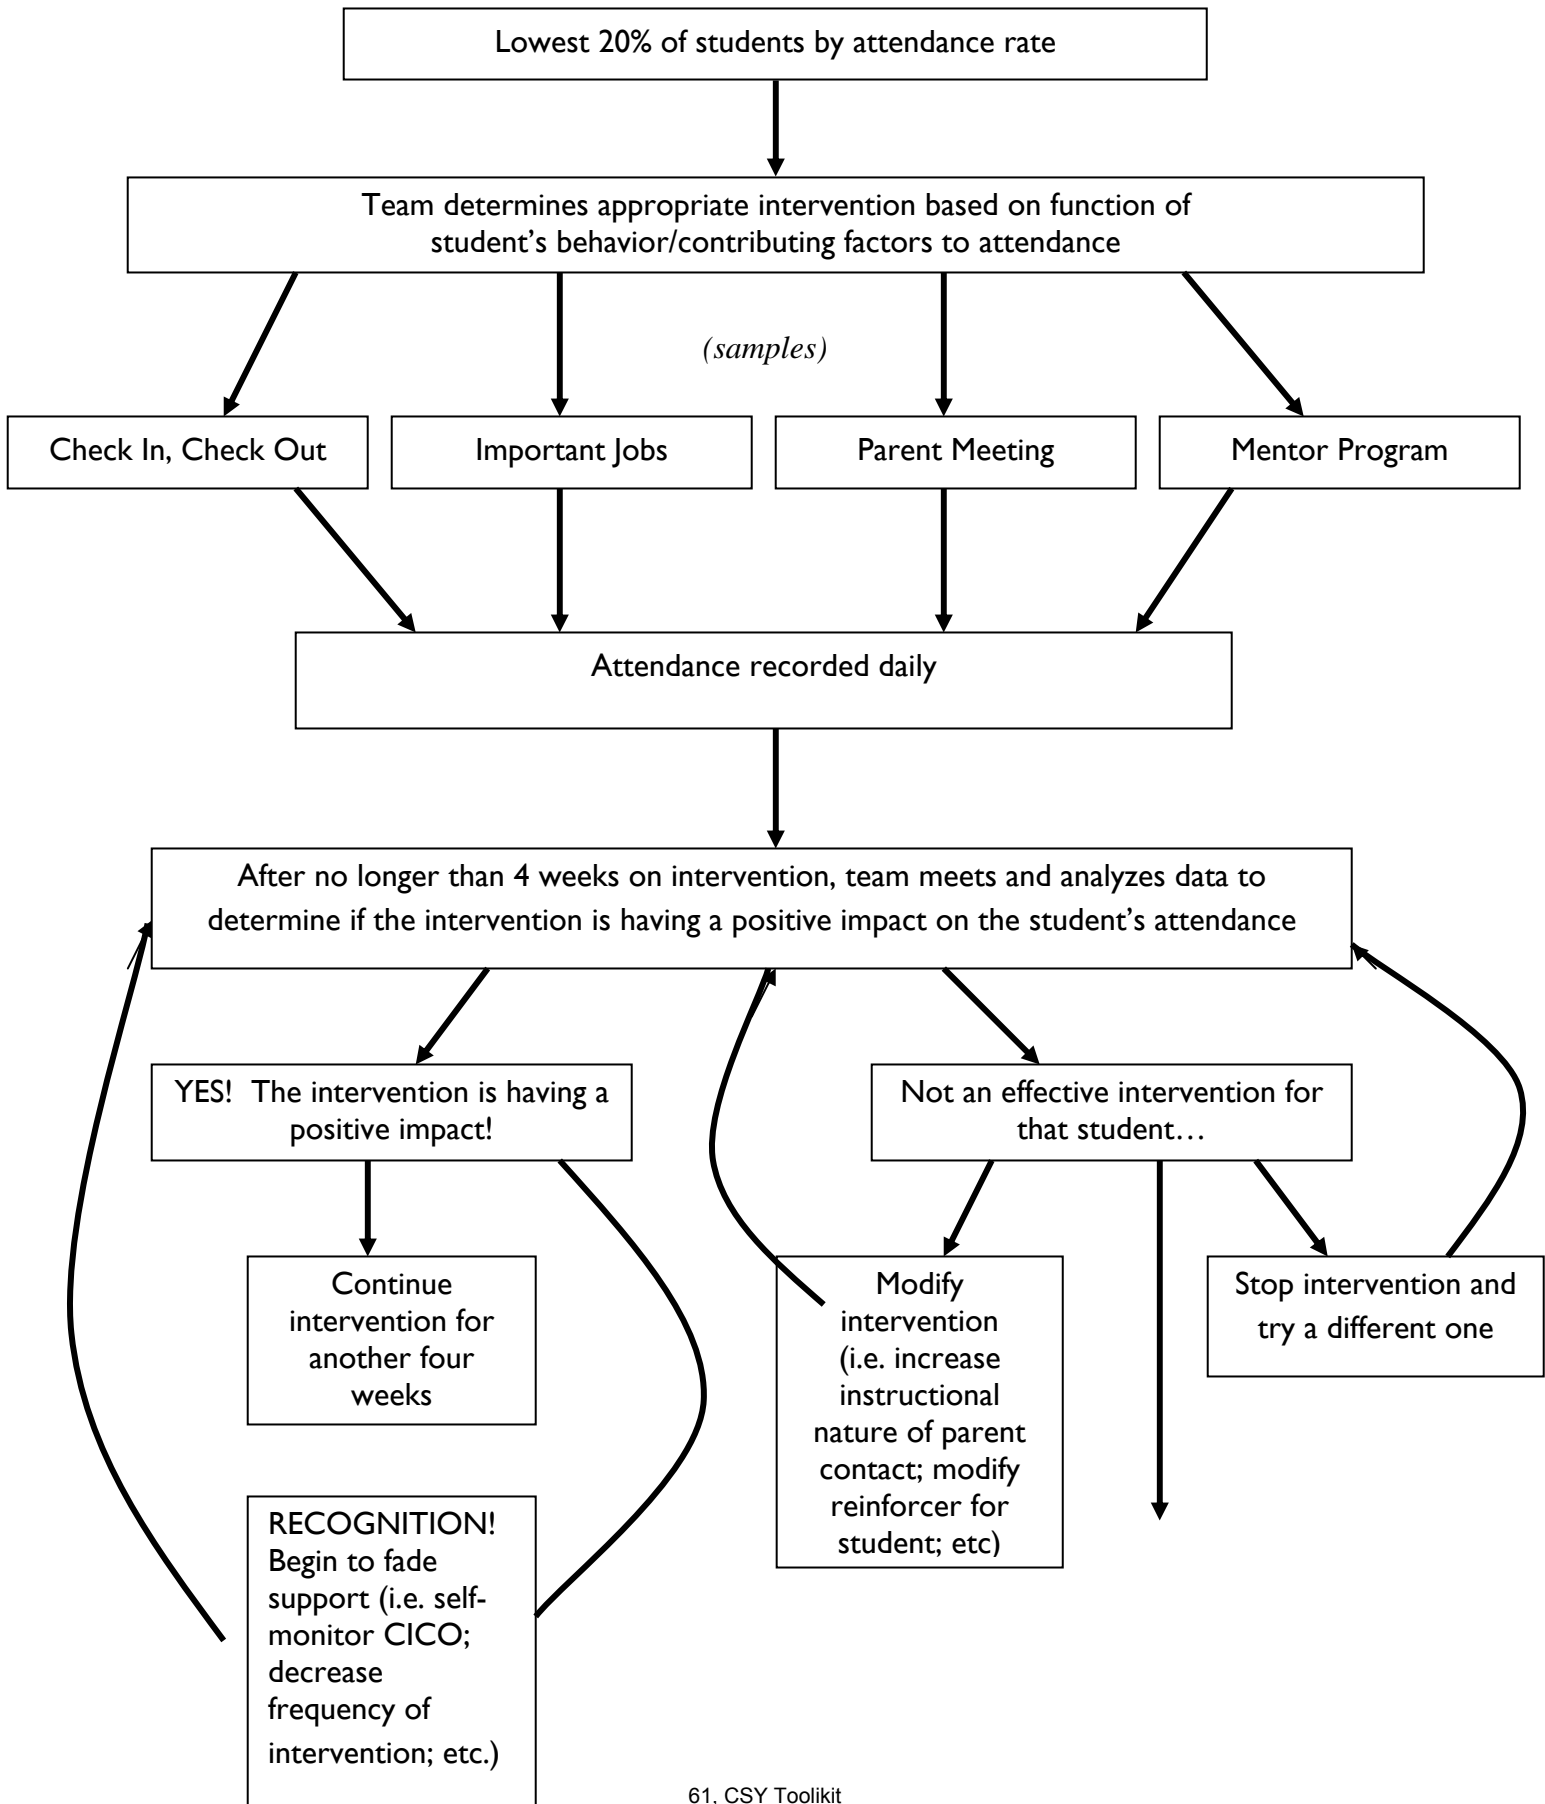 Lowest 20% of students by attendance rate
Team determines appropriate intervention based on function of
student's behavior/contributing factors to attendance
(samples)
Check In, Check Out
Important Jobs
Parent Meeting
Mentor Program
Attendance recorded daily
After no longer than 4 weeks on intervention, team meets and analyzes data to
determine if the intervention is having a positive impact on the student's attendance
YES!  The intervention is having a
positive impact!
Not an effective intervention for
that student…
Continue
intervention for
another four
weeks
Modify
intervention
(i.e. increase
instructional
nature of parent
contact; modify
reinforcer for
student; etc)
Stop intervention and
try a different one
RECOGNITION!
Begin to fade
support (i.e. self-
monitor CICO;
decrease
frequency of
intervention; etc.)
61, CSY Toolikit